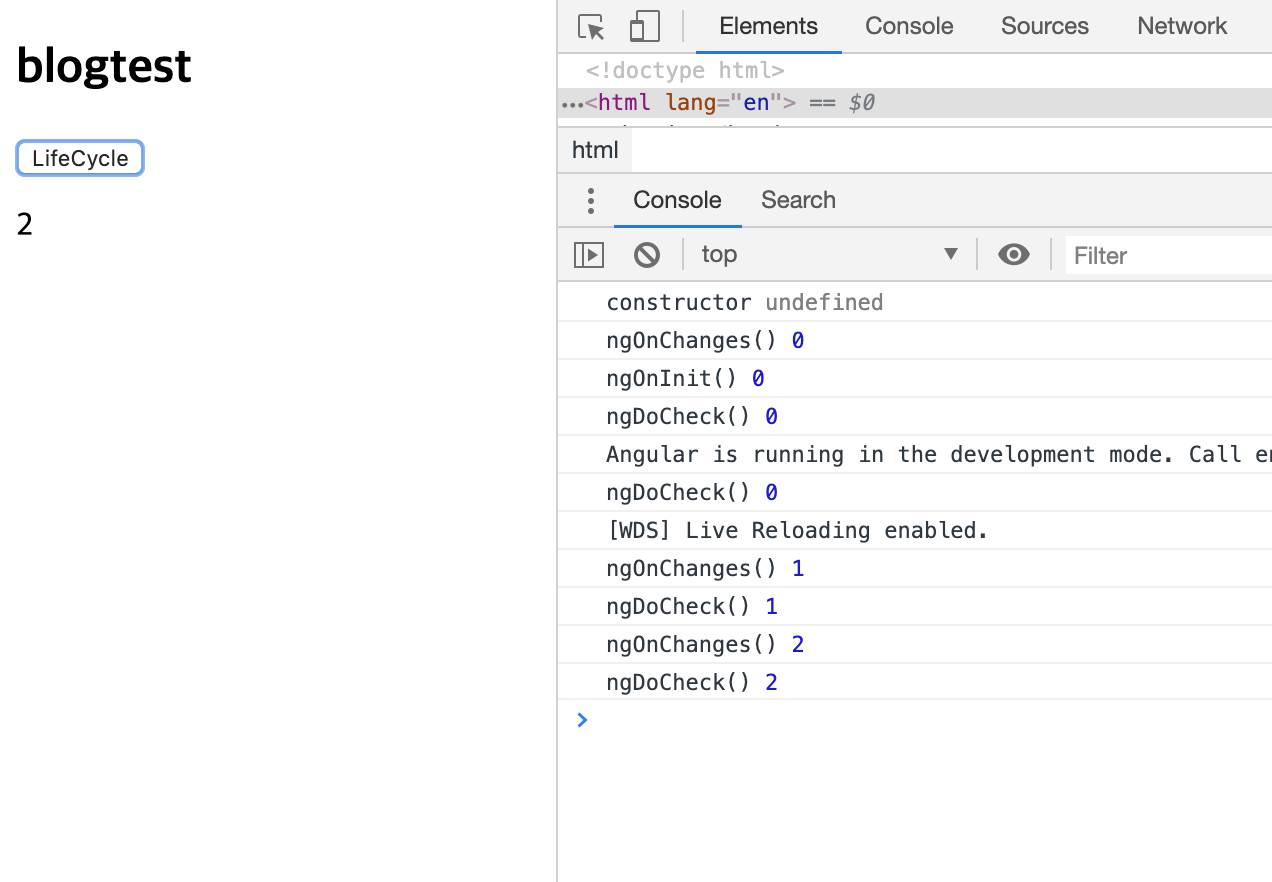 blogtest
LifeCycle
2
Elements Console Sources Network
<!doctype html>
...<html lang="en"> == $0
html
Console Search
top ▼ Filter
constructor undefined
ngOnChanges() 0
ngOnInit() 0
ngDoCheck() 0
Angular is running in the development mode. Call
ngDoCheck() 0
[WDS] Live Reloading enabled.
ngOnChanges() 1
ngDoCheck() 1
ngOnChanges() 2
ngDoCheck() 2
>